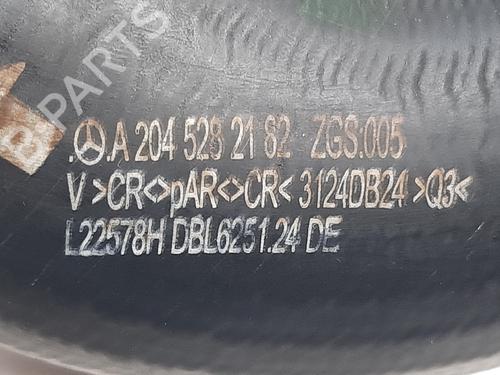 B-PARTS
A 204 528 21 82 ZGS:005
V >CR<>pAR<>CR< 3124DB24 >Q3<
L22578H DBL6251.24 DE